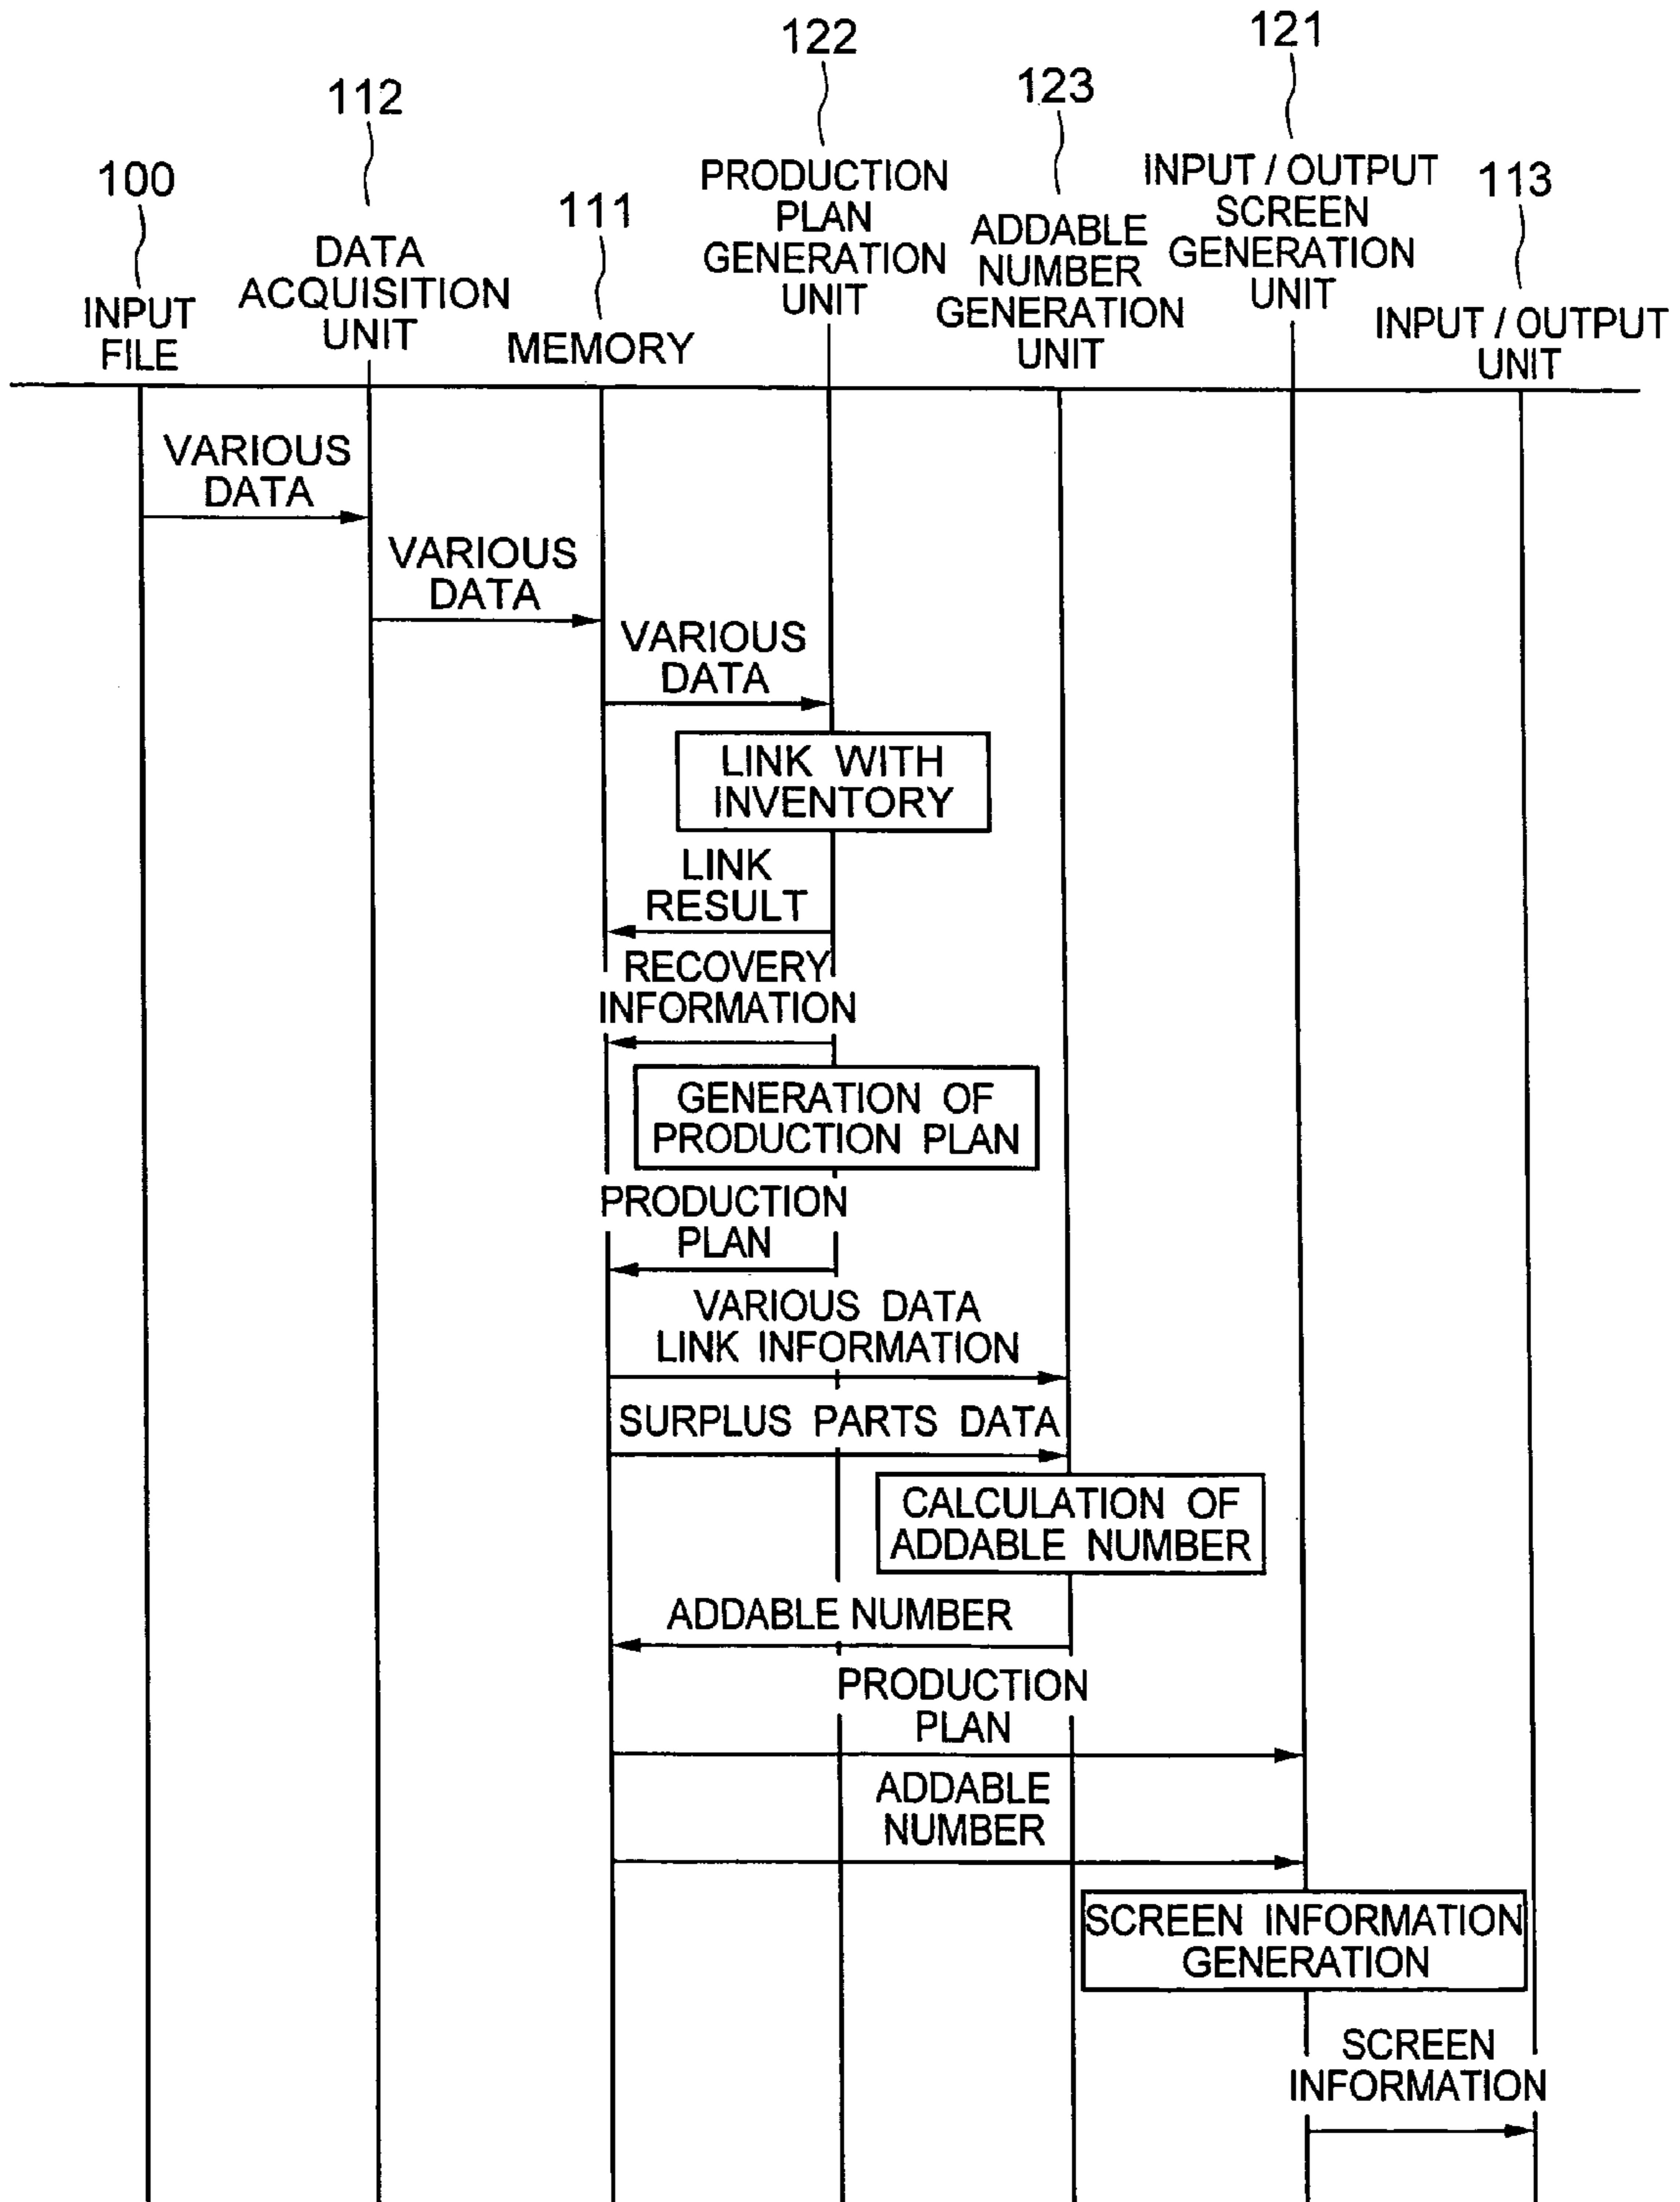 122
121
123
112
100
111
113
PRODUCTION
PLAN
GENERATION
UNIT
INPUT / OUTPUT
SCREEN
GENERATION
UNIT
ADDABLE
NUMBER
GENERATION
UNIT
DATA
ACQUISITION
UNIT
INPUT
FILE
MEMORY
INPUT / OUTPUT
UNIT
VARIOUS
DATA
VARIOUS
DATA
VARIOUS
DATA
LINK WITH
INVENTORY
LINK
RESULT
RECOVERY
INFORMATION
GENERATION OF
PRODUCTION PLAN
PRODUCTION
PLAN
VARIOUS DATA
LINK INFORMATION
SURPLUS PARTS DATA
CALCULATION OF
ADDABLE NUMBER
ADDABLE NUMBER
PRODUCTION
PLAN
ADDABLE
NUMBER
SCREEN INFORMATION
GENERATION
SCREEN
INFORMATION